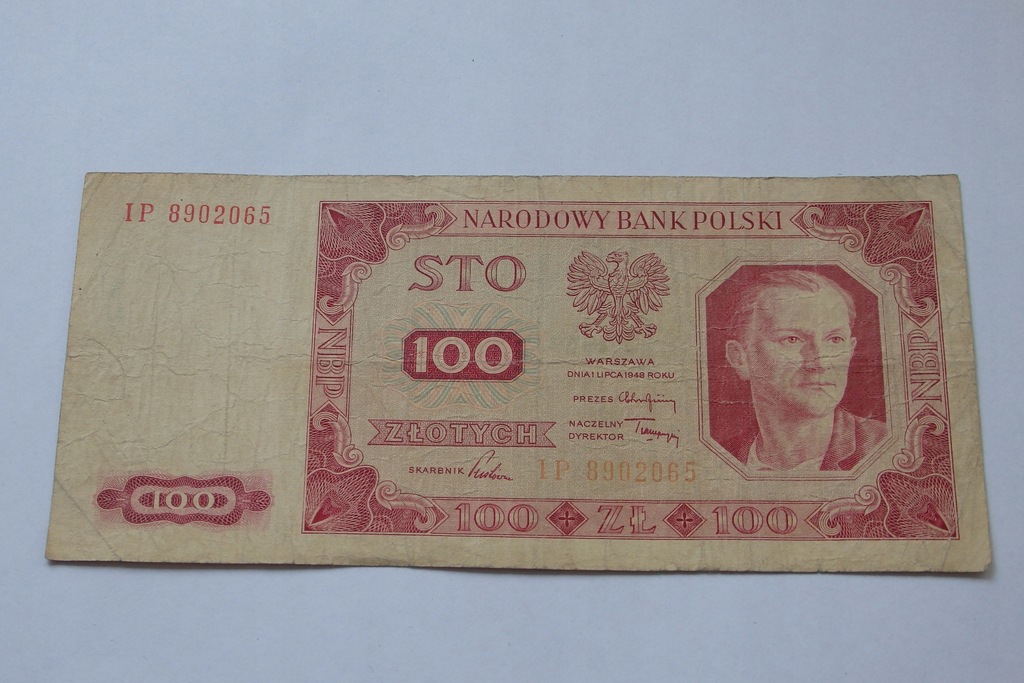 IP 8902065
NARODOWY BANK POLSKI
STO
100
ZŁOTYCH
WARSZAWA
DNIA 1 LIPCA 1948 ROKU
PREZES
NACZELNY
DYREKTOR
SKARBNIK
IP 8902065
NBP
NBP
100
100 ZŁ 100